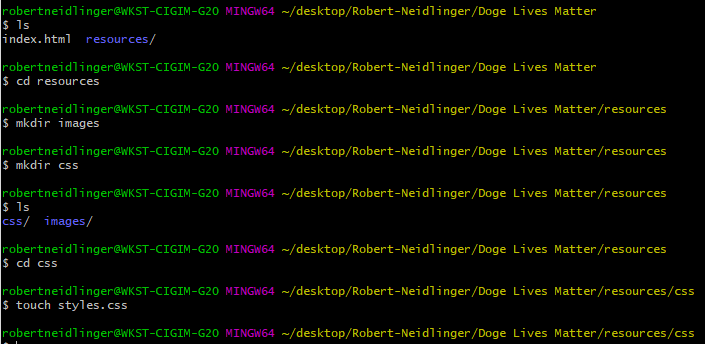 robertneidlinger@WKST-CIGIM-G20 MINGW64 ~/desktop/Robert-Neidlinger/Doge Lives Matter
$ ls
index.html  resources/
robertneidlinger@WKST-CIGIM-G20 MINGW64 ~/desktop/Robert-Neidlinger/Doge Lives Matter
$ cd resources
robertneidlinger@WKST-CIGIM-G20 MINGW64 ~/desktop/Robert-Neidlinger/Doge Lives Matter/resources
$ mkdir images
robertneidlinger@WKST-CIGIM-G20 MINGW64 ~/desktop/Robert-Neidlinger/Doge Lives Matter/resources
$ mkdir css
robertneidlinger@WKST-CIGIM-G20 MINGW64 ~/desktop/Robert-Neidlinger/Doge Lives Matter/resources
$ ls
css/  images/
robertneidlinger@WKST-CIGIM-G20 MINGW64 ~/desktop/Robert-Neidlinger/Doge Lives Matter/resources
$ cd css
robertneidlinger@WKST-CIGIM-G20 MINGW64 ~/desktop/Robert-Neidlinger/Doge Lives Matter/resources/css
$ touch styles.css
robertneidlinger@WKST-CIGIM-G20 MINGW64 ~/desktop/Robert-Neidlinger/Doge Lives Matter/resources/css